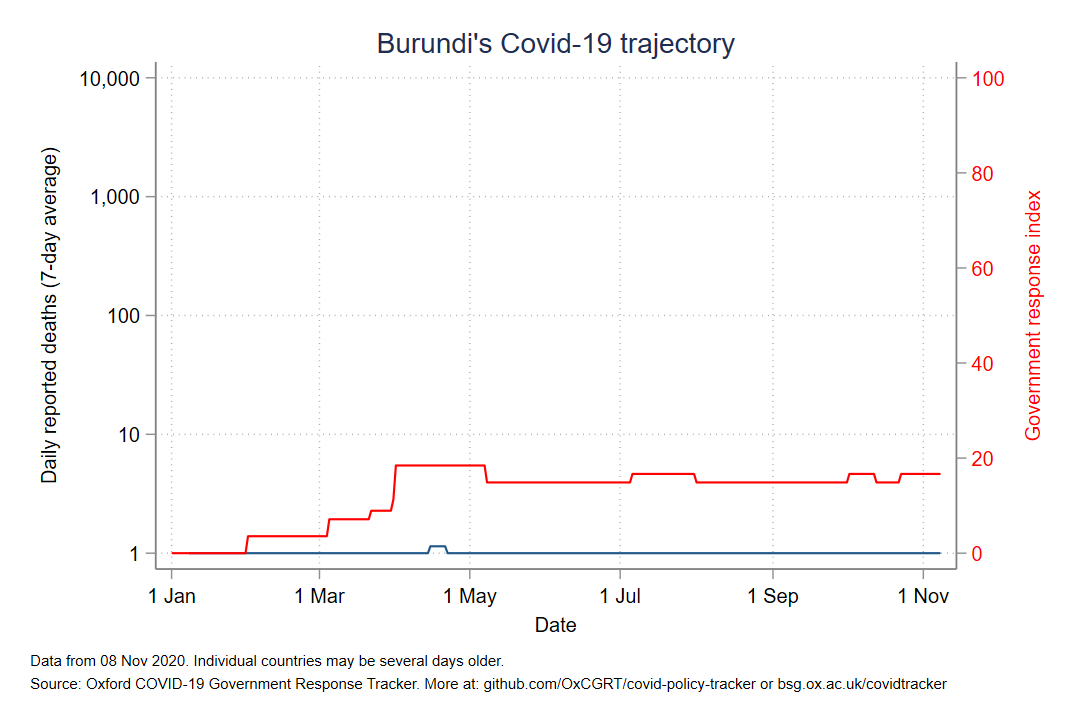 Burundi's Covid-19 trajectory
10,000
1,000
100
10
1
Daily reported deaths (7-day average)
100
80
60
40
20
0
Government response index
1 Jan
1 Mar
1 May
1 Jul
1 Sep
1 Nov
Date
Data from 08 Nov 2020. Individual countries may be several days older.
Source: Oxford COVID-19 Government Response Tracker. More at: github.com/OxCGRT/covid-policy-tracker or bsg.ox.ac.uk/covidtracker